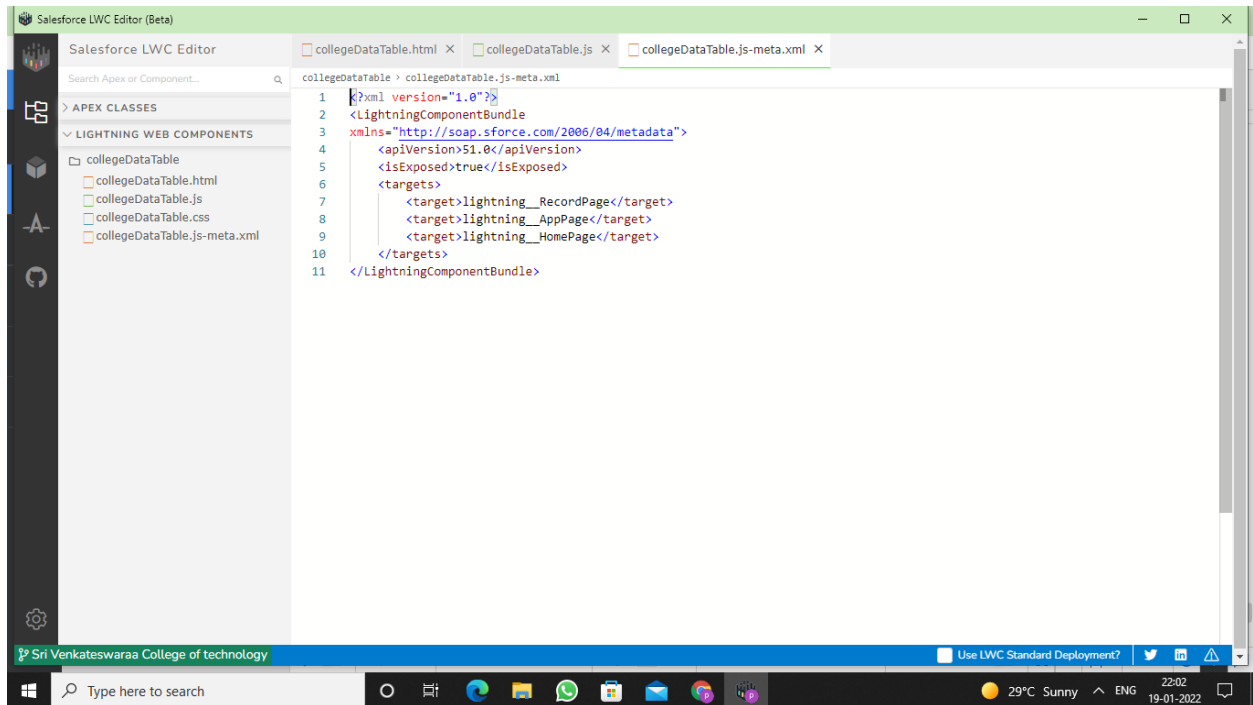 Salesforce LWC Editor (Beta)
Salesforce LWC Editor
Search Apex or Component...
APEX CLASSES
LIGHTNING WEB COMPONENTS
collegeDataTable
collegeDataTable.html
collegeDataTable.js
collegeDataTable.css
collegeDataTable.js-meta.xml
collegeDataTable.html
collegeDataTable.js
collegeDataTable.js-meta.xml
collegeDataTable > collegeDataTable.js-meta.xml
1 <?xml version="1.0"?>
2 <LightningComponentBundle
3 xmlns="http://soap.sforce.com/2006/04/metadata">
4 <apiVersion>51.0</apiVersion>
5 <isExposed>true</isExposed>
6 <targets>
7 <target>lightning__RecordPage</target>
8 <target>lightning__AppPage</target>
9 <target>lightning__HomePage</target>
10 </targets>
11 </LightningComponentBundle>
Sri Venkateswaraa College of technology
Use LWC Standard Deployment?
Type here to search
29°C Sunny
ENG
22:02
19-01-2022